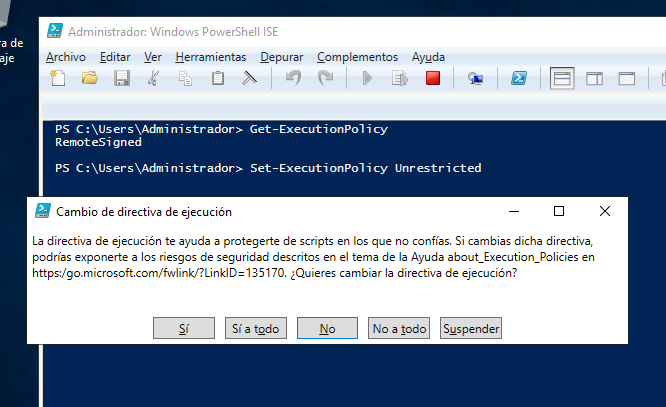 Administrador: Windows PowerShell ISE
ra de
aje
Archivo Editar Ver Herramientas Depurar Complementos Ayuda
PS C:\Users\Administrador> Get-ExecutionPolicy
RemoteSigned
PS C:\Users\Administrador> Set-ExecutionPolicy Unrestricted
Cambio de directiva de ejecución
La directiva de ejecución te ayuda a protegerte de scripts en los que no confías. Si cambias dicha directiva,
podrías exponerte a los riesgos de seguridad descritos en el tema de la Ayuda about_Execution_Policies en
https:/go.microsoft.com/fwlink/?LinkID=135170. ¿Quieres cambiar la directiva de ejecución?
Sí Sí a todo No No a todo Suspender